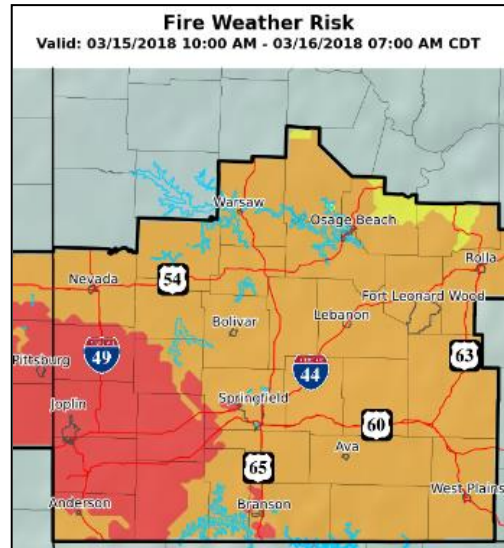 Fire Weather Risk
Valid: 03/15/2018 10:00 AM - 03/16/2018 07:00 AM CDT
Warsaw
Osage Beach
Rolla
Nevada
54
Fort Leonard Wood
Bolivar
Lebanon
63
49
Pittsburg
44
Joplin
Springfield
60
Ava
65
West Plains
Anderson
Branson